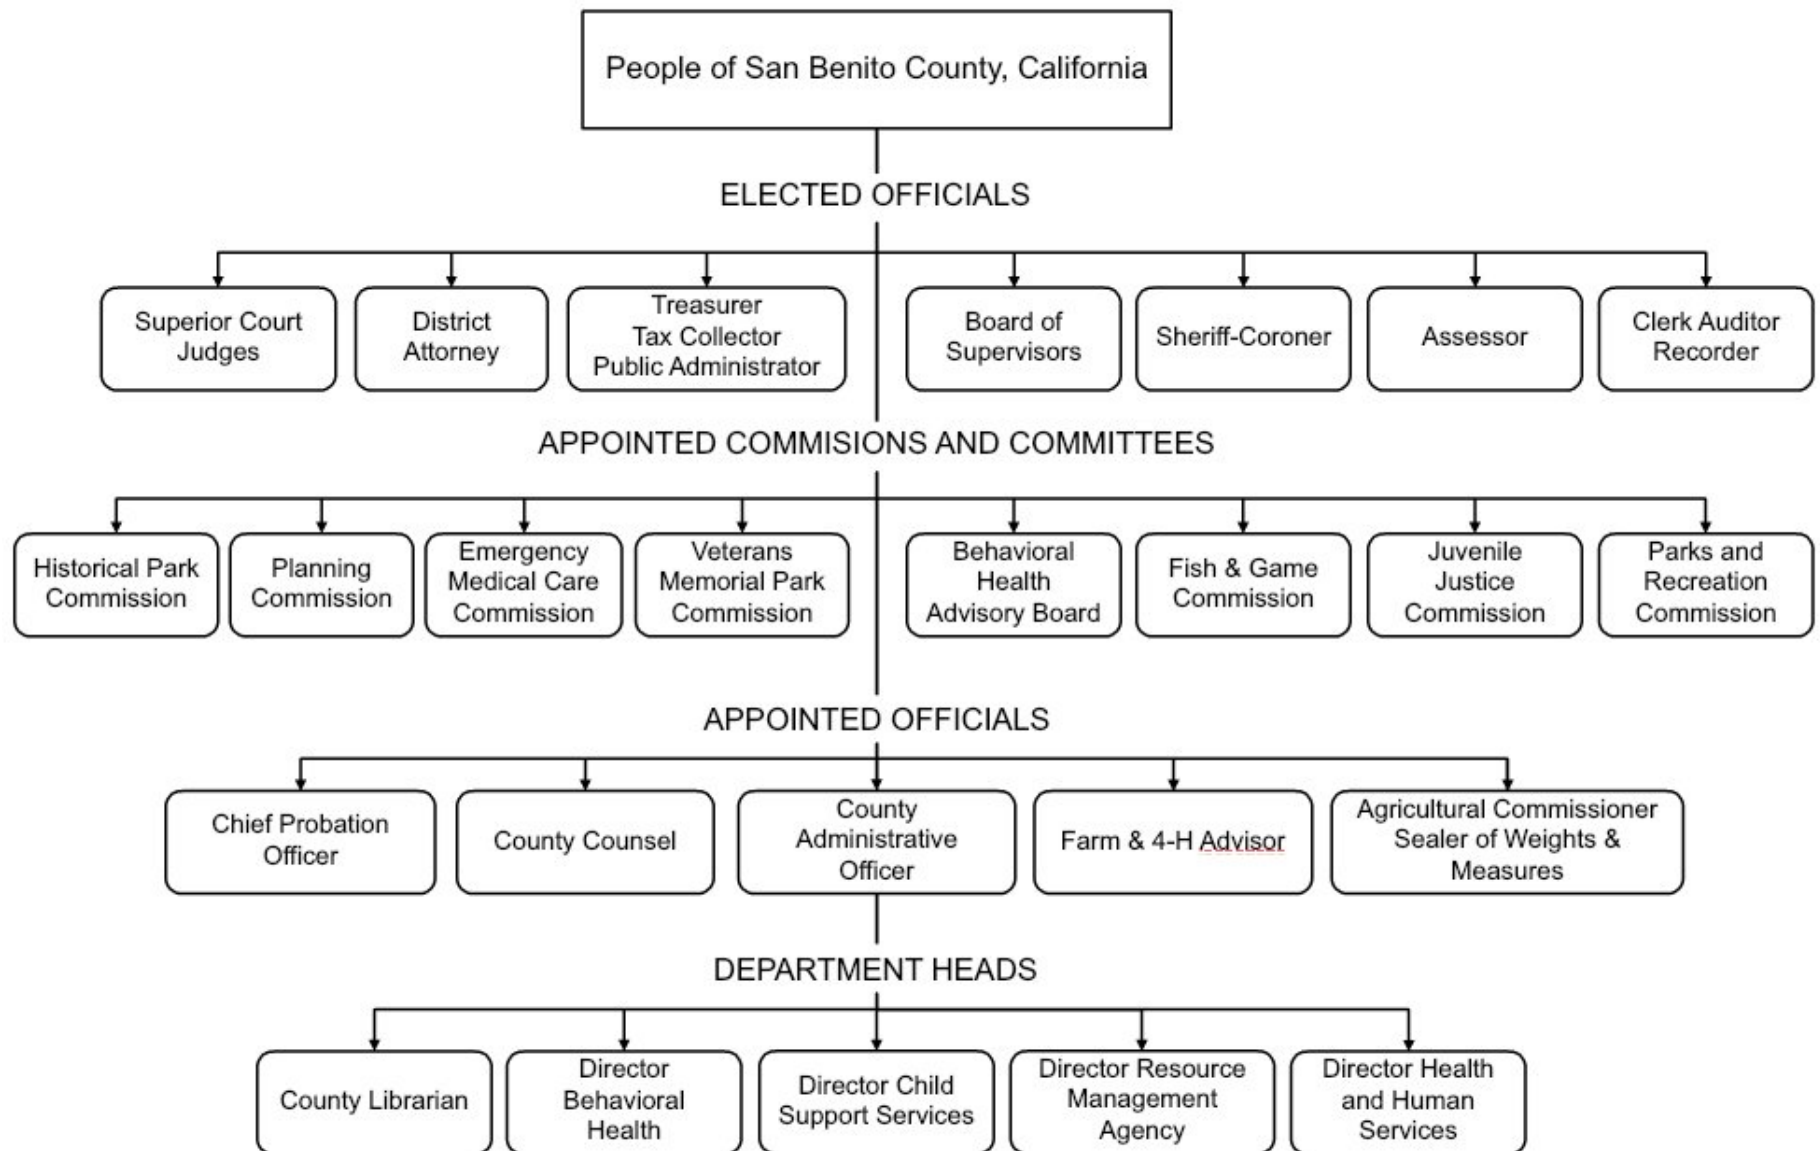 People of San Benito County, California
ELECTED OFFICIALS
Superior Court
Judges
District
Attorney
Treasurer
Tax Collector
Public Administrator
Board of
Supervisors
Sheriff-Coroner
Assessor
Clerk Auditor
Recorder
APPOINTED COMMISIONS AND COMMITTEES
Historical Park
Commission
Planning
Commission
Emergency
Medical Care
Commission
Veterans
Memorial Park
Commission
Behavioral
Health
Advisory Board
Fish & Game
Commission
Juvenile
Justice
Commission
Parks and
Recreation
Commission
APPOINTED OFFICIALS
Chief Probation
Officer
County Counsel
County
Administrative
Officer
Farm & 4-H Advisor
Agricultural Commissioner
Sealer of Weights &
Measures
DEPARTMENT HEADS
County Librarian
Director
Behavioral
Health
Director Child
Support Services
Director Resource
Management
Agency
Director Health
and Human
Services